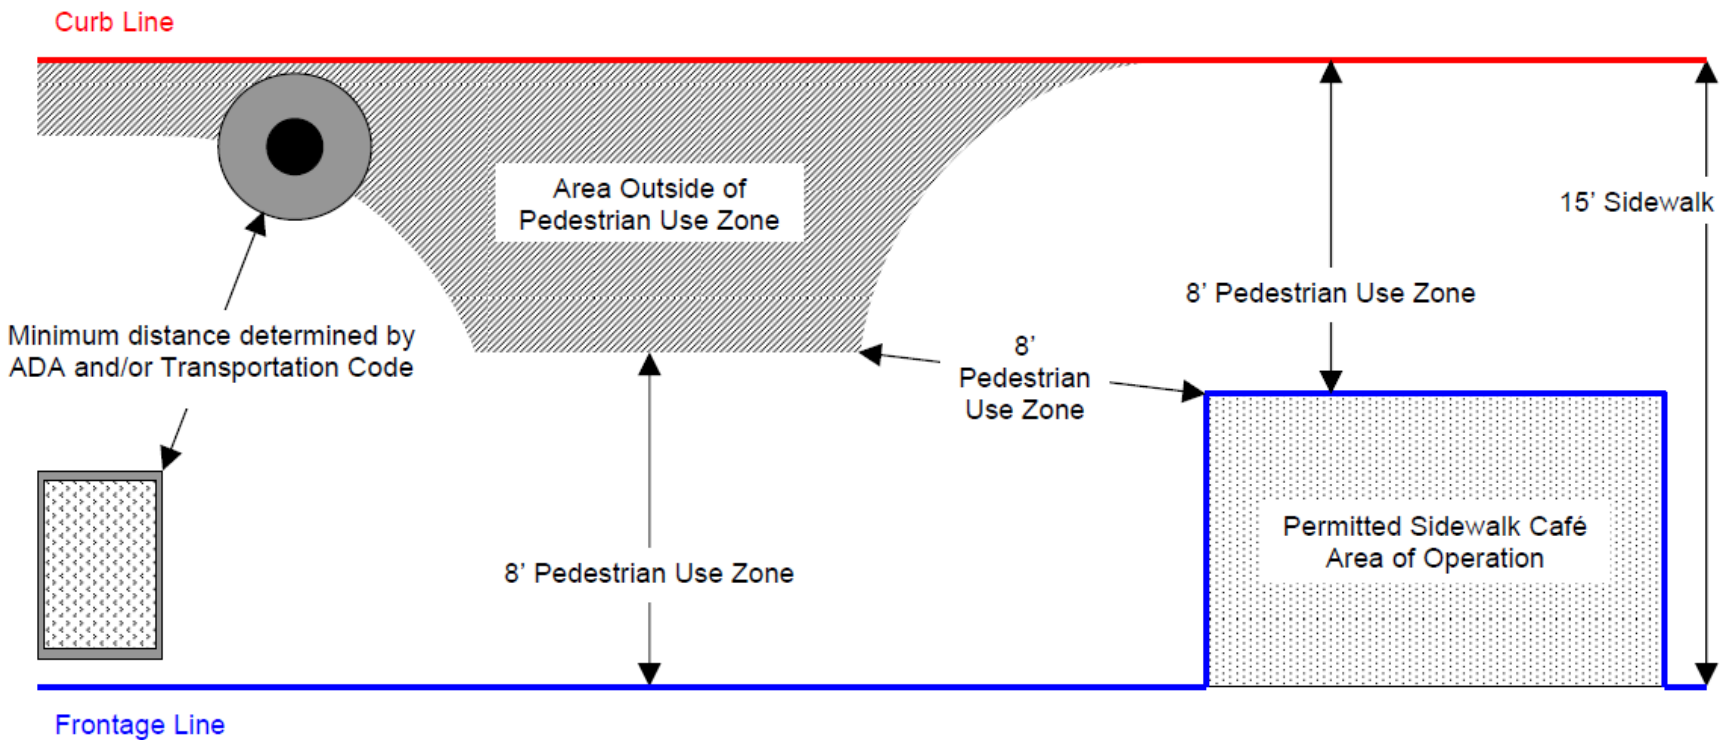 Curb Line
Area Outside of
Pedestrian Use Zone
15’ Sidewalk
8’ Pedestrian Use Zone
Minimum distance determined by
ADA and/or Transportation Code
8’
Pedestrian
Use Zone
Permitted Sidewalk Café
Area of Operation
8’ Pedestrian Use Zone
Frontage Line